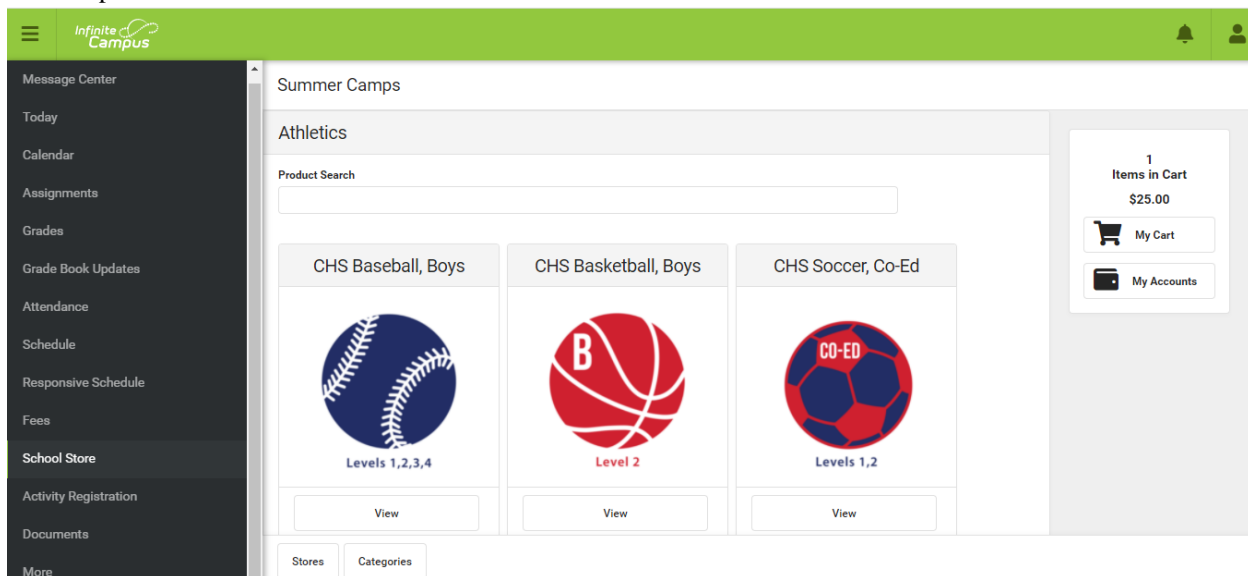 Infinite
Campus
Message Center
Today
Calendar
Assignments
Grades
Grade Book Updates
Attendance
Schedule
Responsive Schedule
Fees
School Store
Activity Registration
Documents
More
Summer Camps
Athletics
Product Search
CHS Baseball, Boys
Levels 1,2,3,4
View
CHS Basketball, Boys
B
Level 2
View
CHS Soccer, Co-Ed
CO-ED
Levels 1,2
View
1
Items in Cart
$25.00
My Cart
My Accounts
Stores
Categories